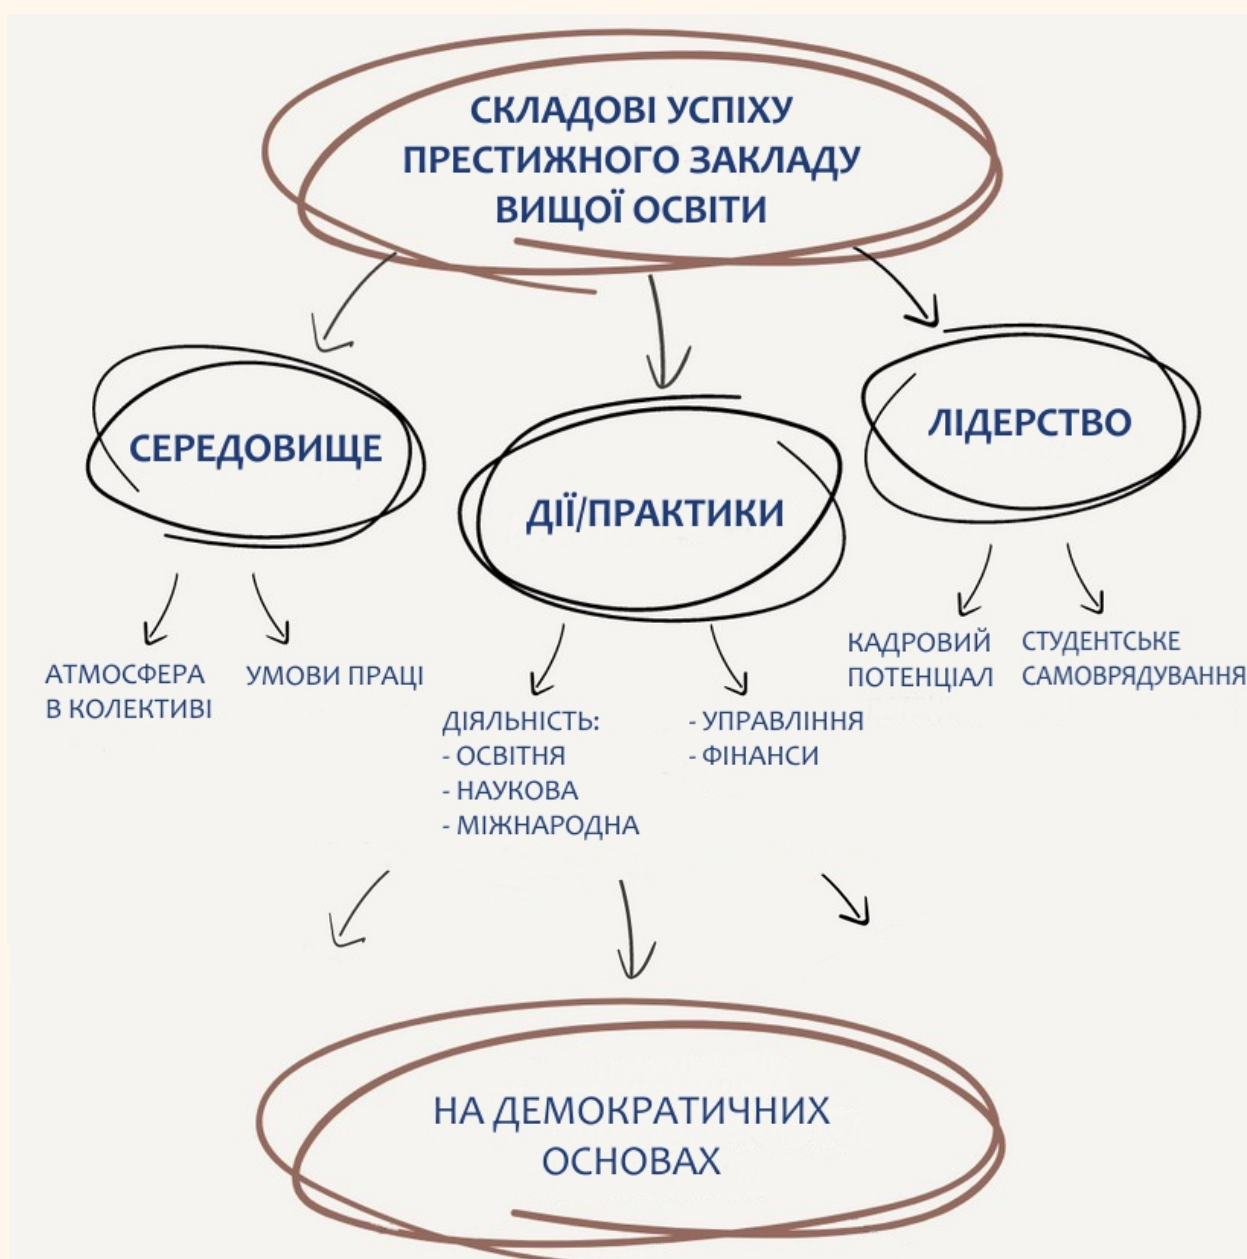 СКЛАДОВІ УСПІХУ
ПРЕСТИЖНОГО ЗАКЛАДУ
ВИЩОЇ ОСВІТИ
СЕРЕДОВИЩЕ
ДІЇ/ПРАКТИКИ
ЛІДЕРСТВО
АТМОСФЕРА
В КОЛЕКТИВІ
УМОВИ ПРАЦІ
ДІЯЛЬНІСТЬ:
- ОСВІТНЯ
- НАУКОВА
- МІЖНАРОДНА
- УПРАВЛІННЯ
- ФІНАНСИ
КАДРОВИЙ
ПОТЕНЦІАЛ
СТУДЕНТСЬКЕ
САМОВРЯДУВАННЯ
НА ДЕМОКРАТИЧНИХ
ОСНОВАХ